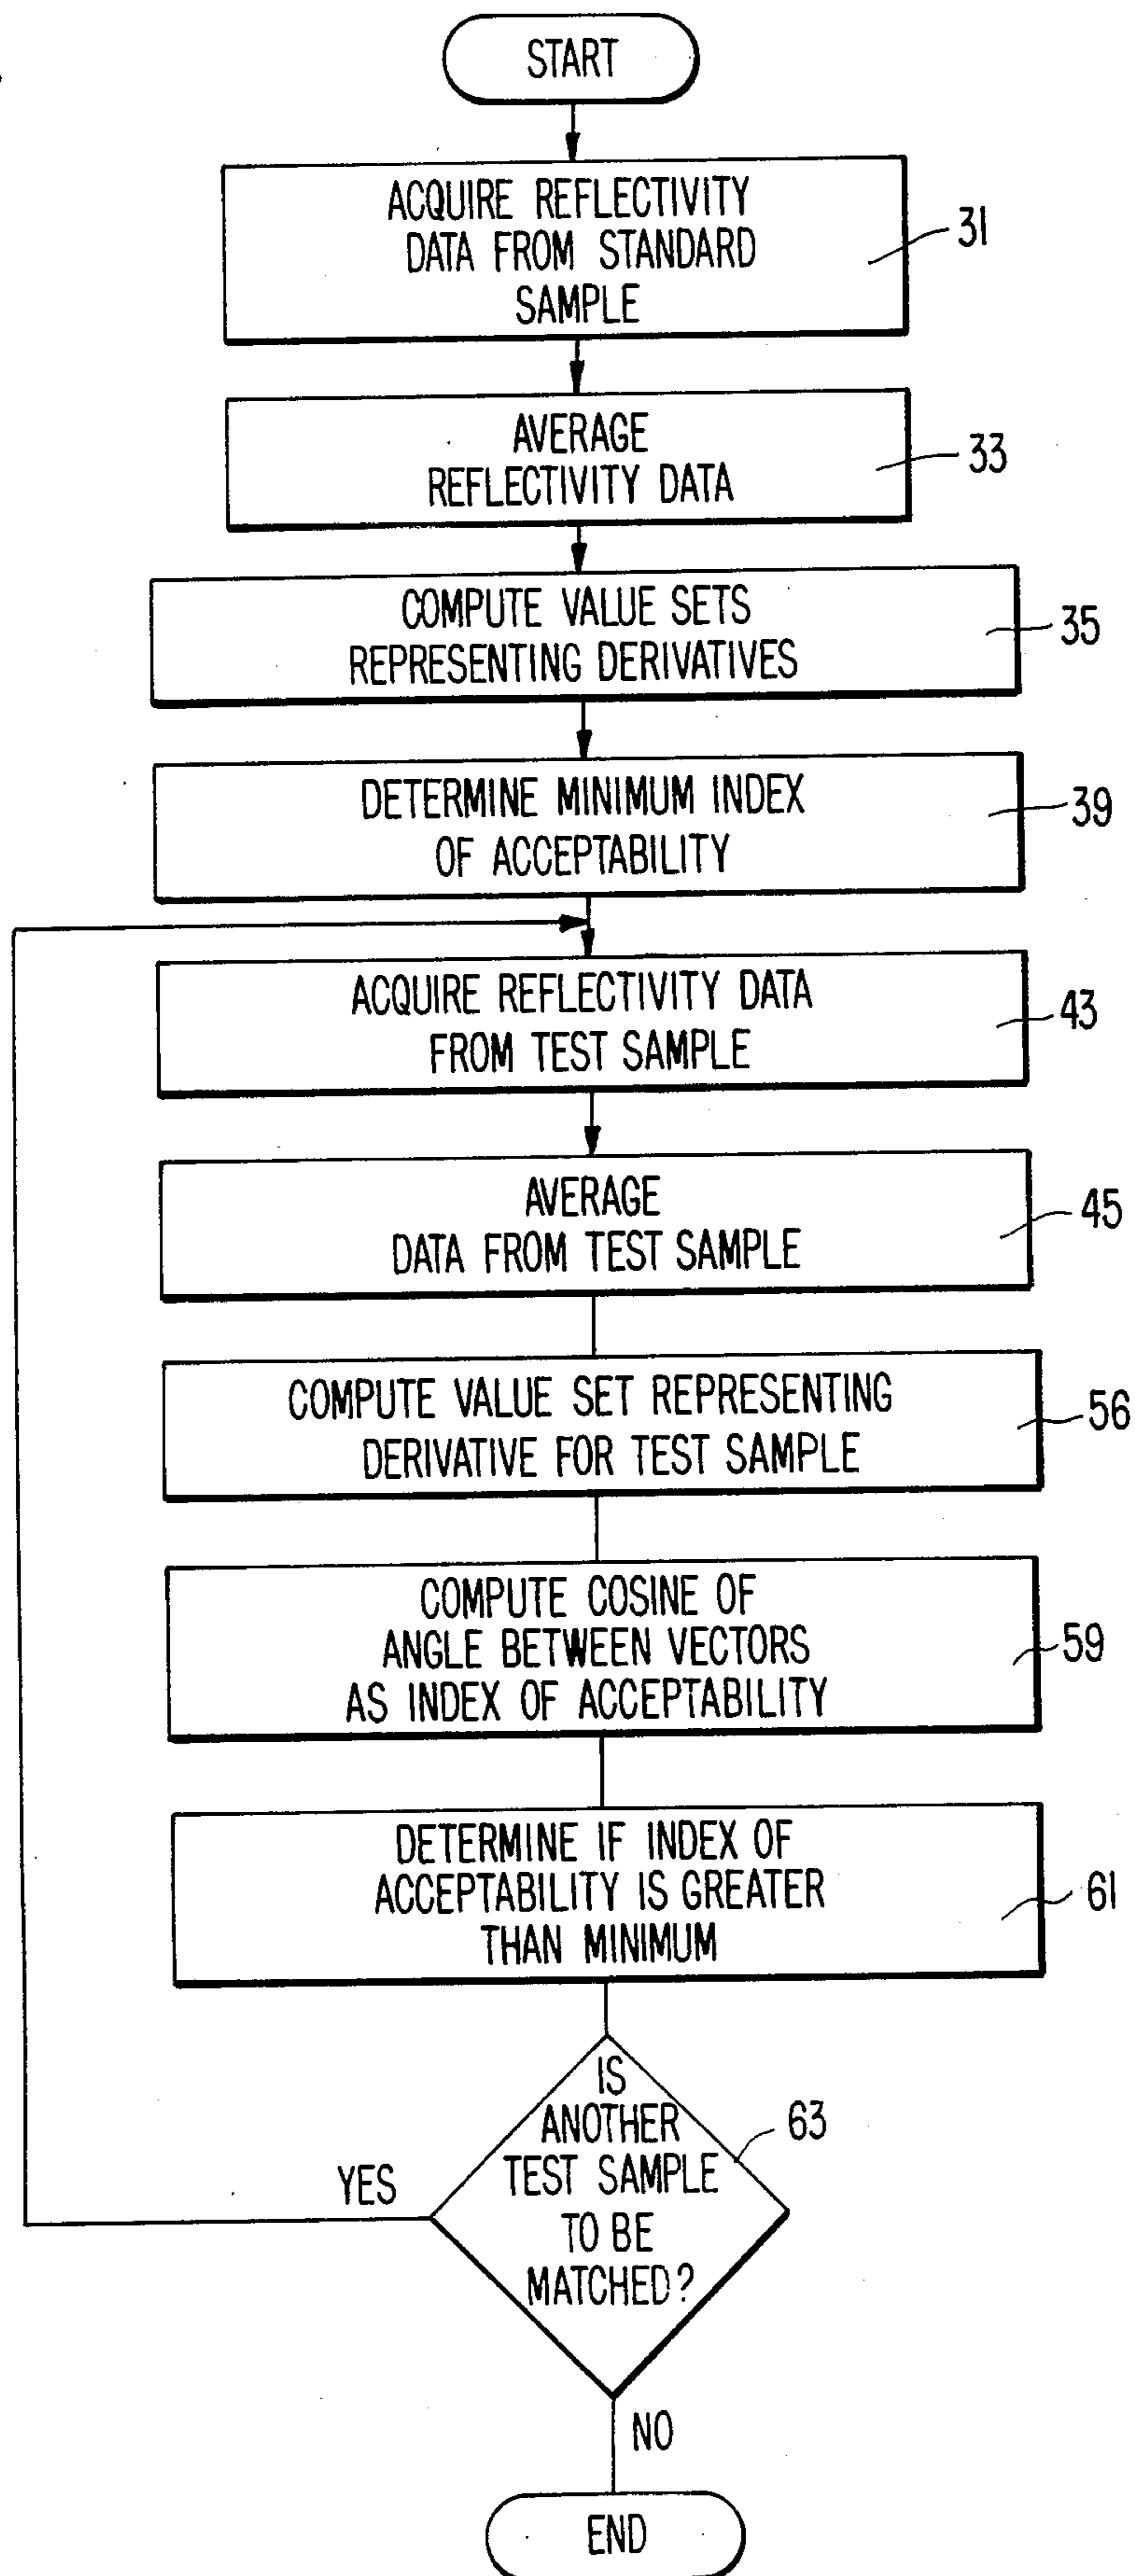 START
ACQUIRE REFLECTIVITY
DATA FROM STANDARD
SAMPLE
31
AVERAGE
REFLECTIVITY DATA
33
COMPUTE VALUE SETS
REPRESENTING DERIVATIVES
35
DETERMINE MINIMUM INDEX
OF ACCEPTABILITY
39
ACQUIRE REFLECTIVITY DATA
FROM TEST SAMPLE
43
AVERAGE
DATA FROM TEST SAMPLE
45
COMPUTE VALUE SET REPRESENTING
DERIVATIVE FOR TEST SAMPLE
56
COMPUTE COSINE OF
ANGLE BETWEEN VECTORS
AS INDEX OF ACCEPTABILITY
59
DETERMINE IF INDEX OF
ACCEPTABILITY IS GREATER
THAN MINIMUM
61
IS
ANOTHER
TEST SAMPLE
TO BE
MATCHED?
63
YES
NO
END